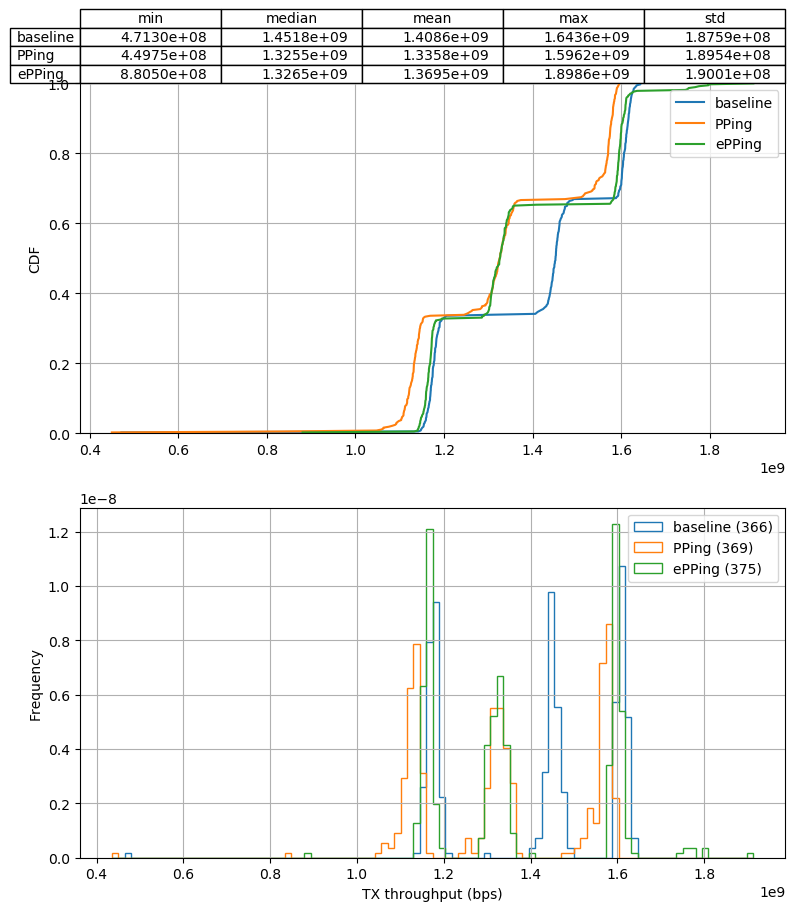 min median mean max std
baseline 4.7130e+08 1.4518e+09 1.4086e+09 1.6436e+09 1.8759e+08
PPing 4.4975e+08 1.3255e+09 1.3358e+09 1.5962e+09 1.8954e+08
ePPing 8.8050e+08 1.3265e+09 1.3695e+09 1.8986e+09 1.9001e+08
1.0
baseline
PPing
ePPing
0.8
0.6
CDF
0.4
0.2
0.0
0.4 0.6 0.8 1.0 1.2 1.4 1.6 1.8
1e9
1e−8
baseline (366)
PPing (369)
ePPing (375)
1.2
1.0
0.8
Frequency
0.6
0.4
0.2
0.0
0.4 0.6 0.8 1.0 1.2 1.4 1.6 1.8
TX throughput (bps)
1e9